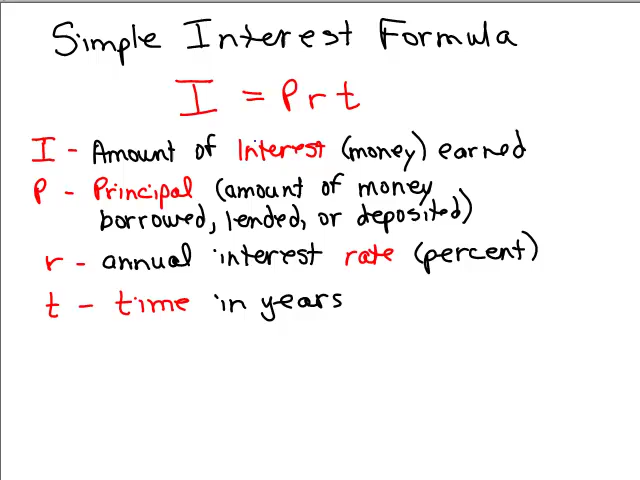 Simple Interest Formula
I = Prt
I - Amount of Interest (money) earned
P - Principal (amount of money
borrowed, lended, or deposited)
r - annual interest rate (percent)
t - time in years